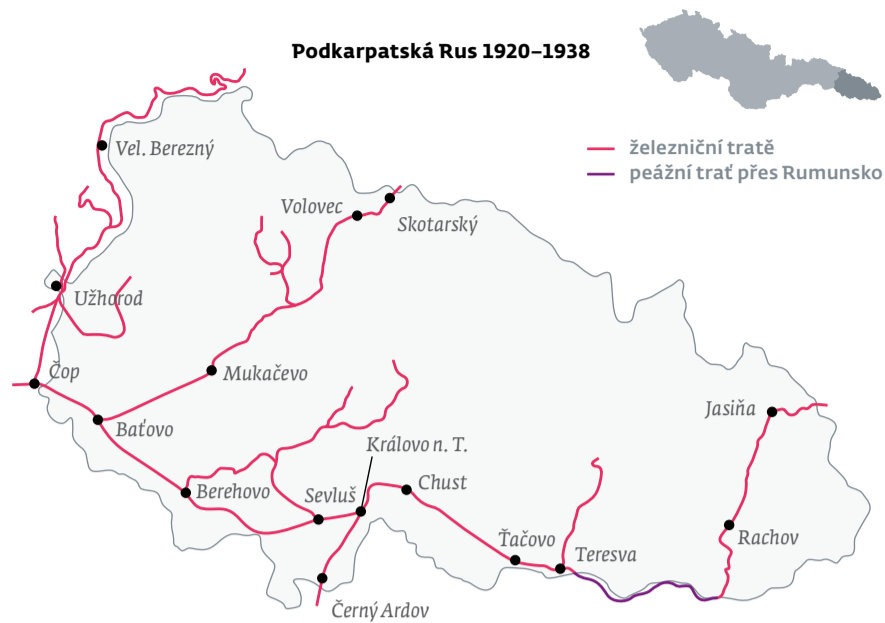 Podkarpatská Rus 1920–1938
železniční tratě
peážní trať přes Rumunsko
Vel. Berezný
Volovec
Skotarský
Užhorod
Čop
Mukačevo
Baťovo
Jasiňa
Královo n. T.
Berehovo
Sevluš
Chust
Ťačovo
Teresva
Rachov
Černý Ardov